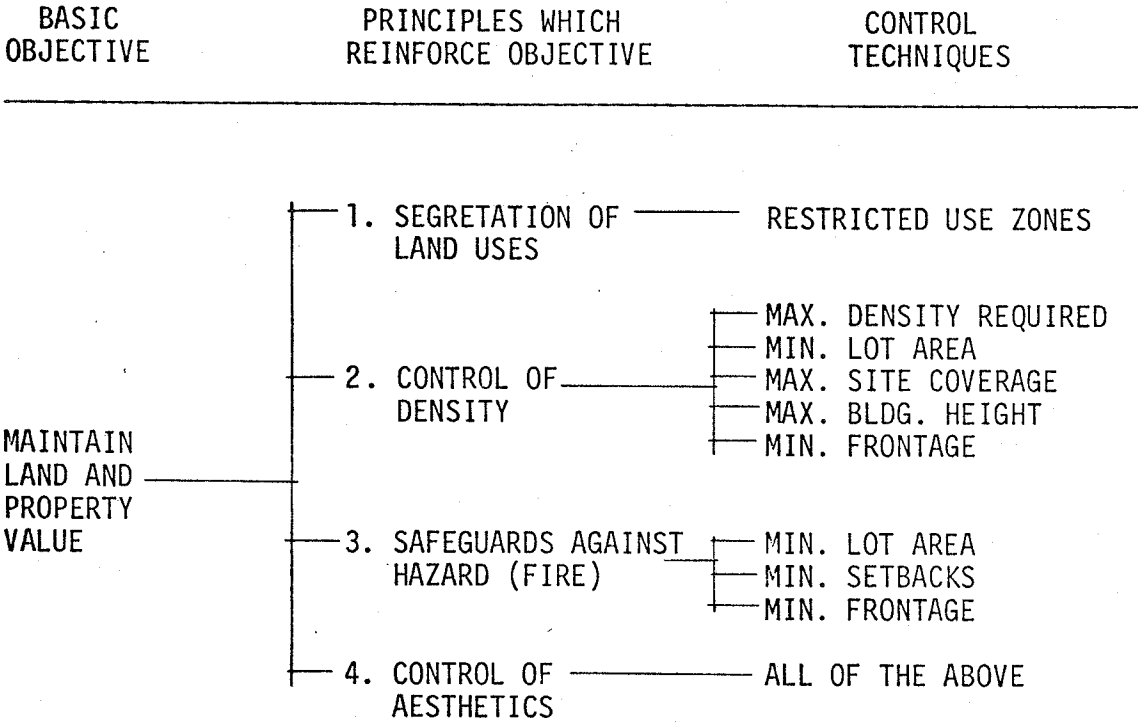 BASIC OBJECTIVE
PRINCIPLES WHICH REINFORCE OBJECTIVE
CONTROL TECHNIQUES
MAINTAIN
LAND AND
PROPERTY
VALUE
1. SEGRETATION OF
LAND USES
RESTRICTED USE ZONES
2. CONTROL OF
DENSITY
MAX. DENSITY REQUIRED
MIN. LOT AREA
MAX. SITE COVERAGE
MAX. BLDG. HEIGHT
MIN. FRONTAGE
3. SAFEGUARDS AGAINST
HAZARD (FIRE)
MIN. LOT AREA
MIN. SETBACKS
MIN. FRONTAGE
4. CONTROL OF
AESTHETICS
ALL OF THE ABOVE